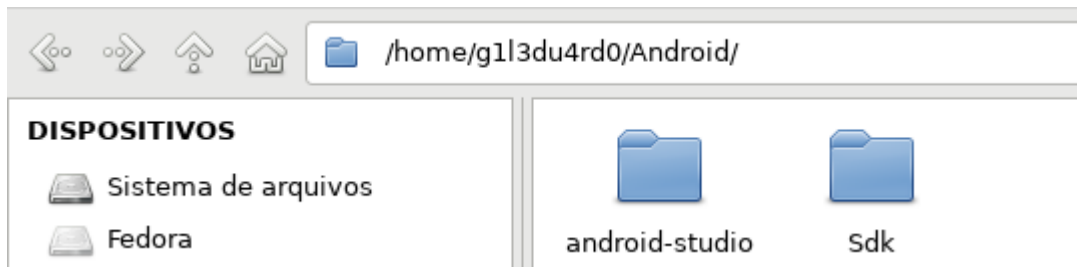 /home/g1l3du4rd0/Android/
DISPOSITIVOS
Sistema de arquivos
Fedora
android-studio
Sdk